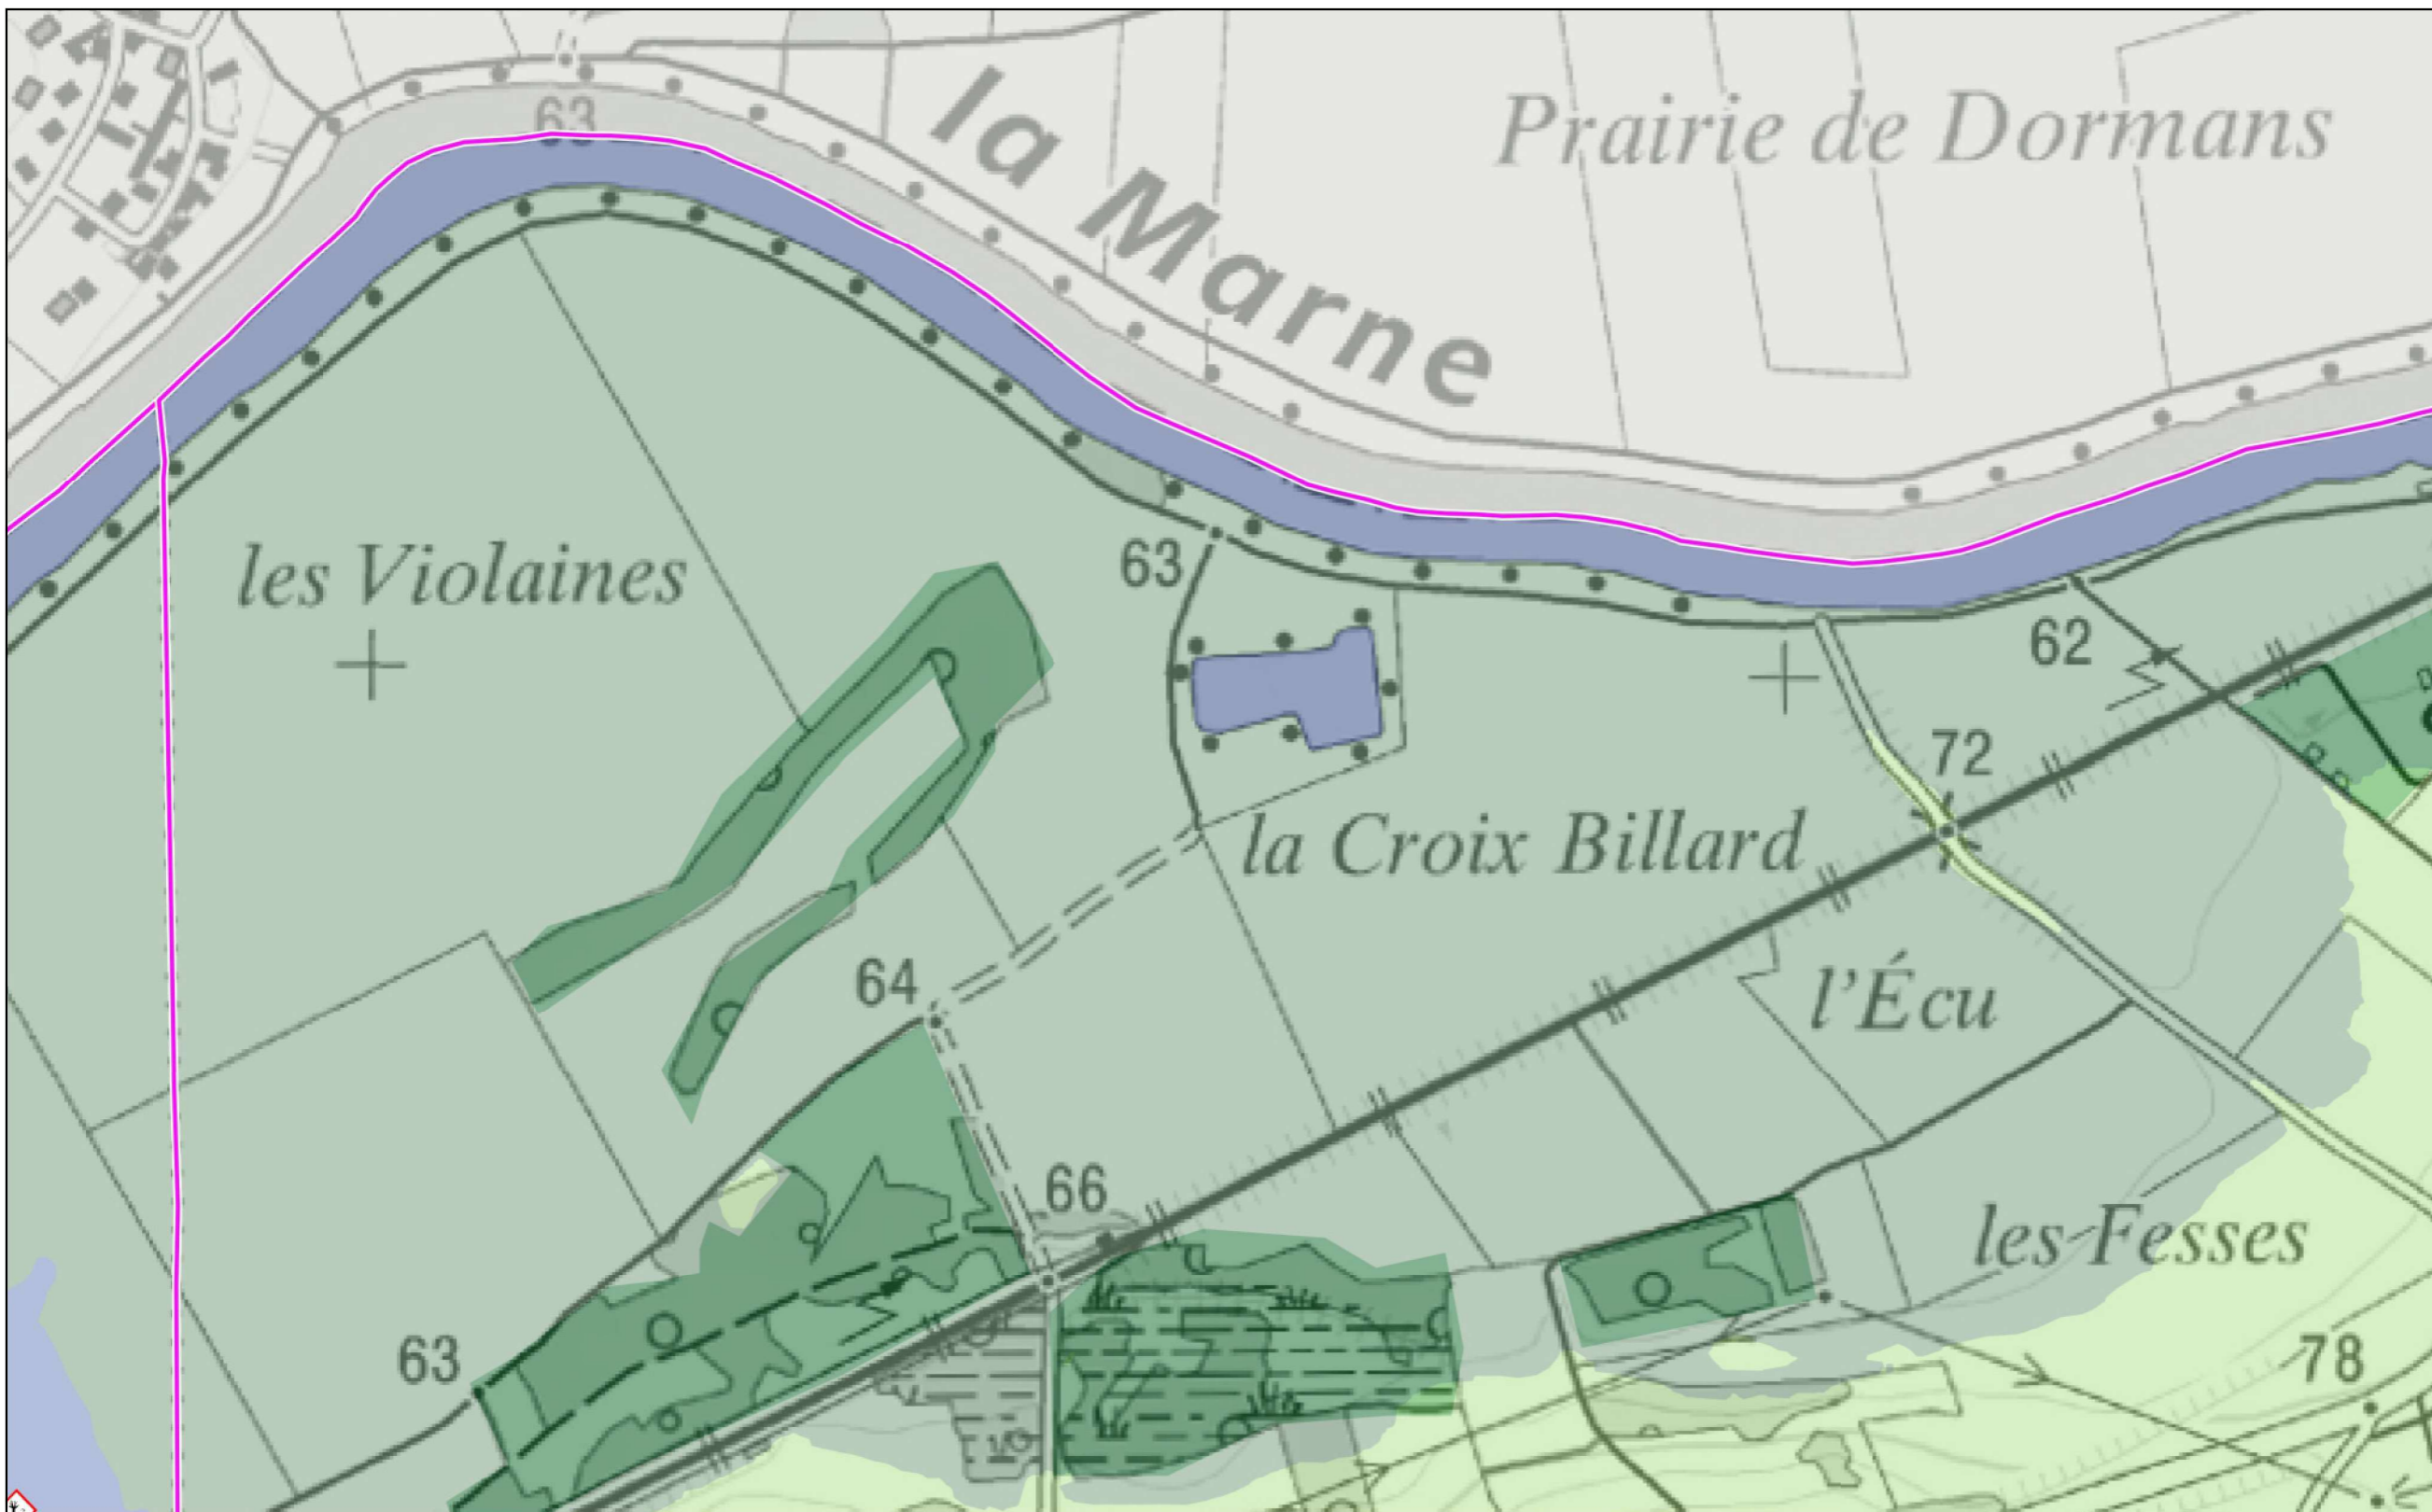 63
la Marne
Prairie de Dormans
les Violaines
63
62
72
la Croix Billard
64
l'Écu
66
les Fesses
63
78